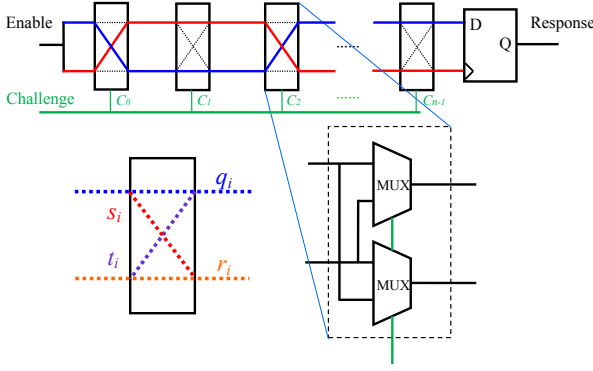 Enable
D
Q
Response
Challenge
C0
C1
C2
......
......
Cn-1
qi
si
ti
ri
MUX
MUX